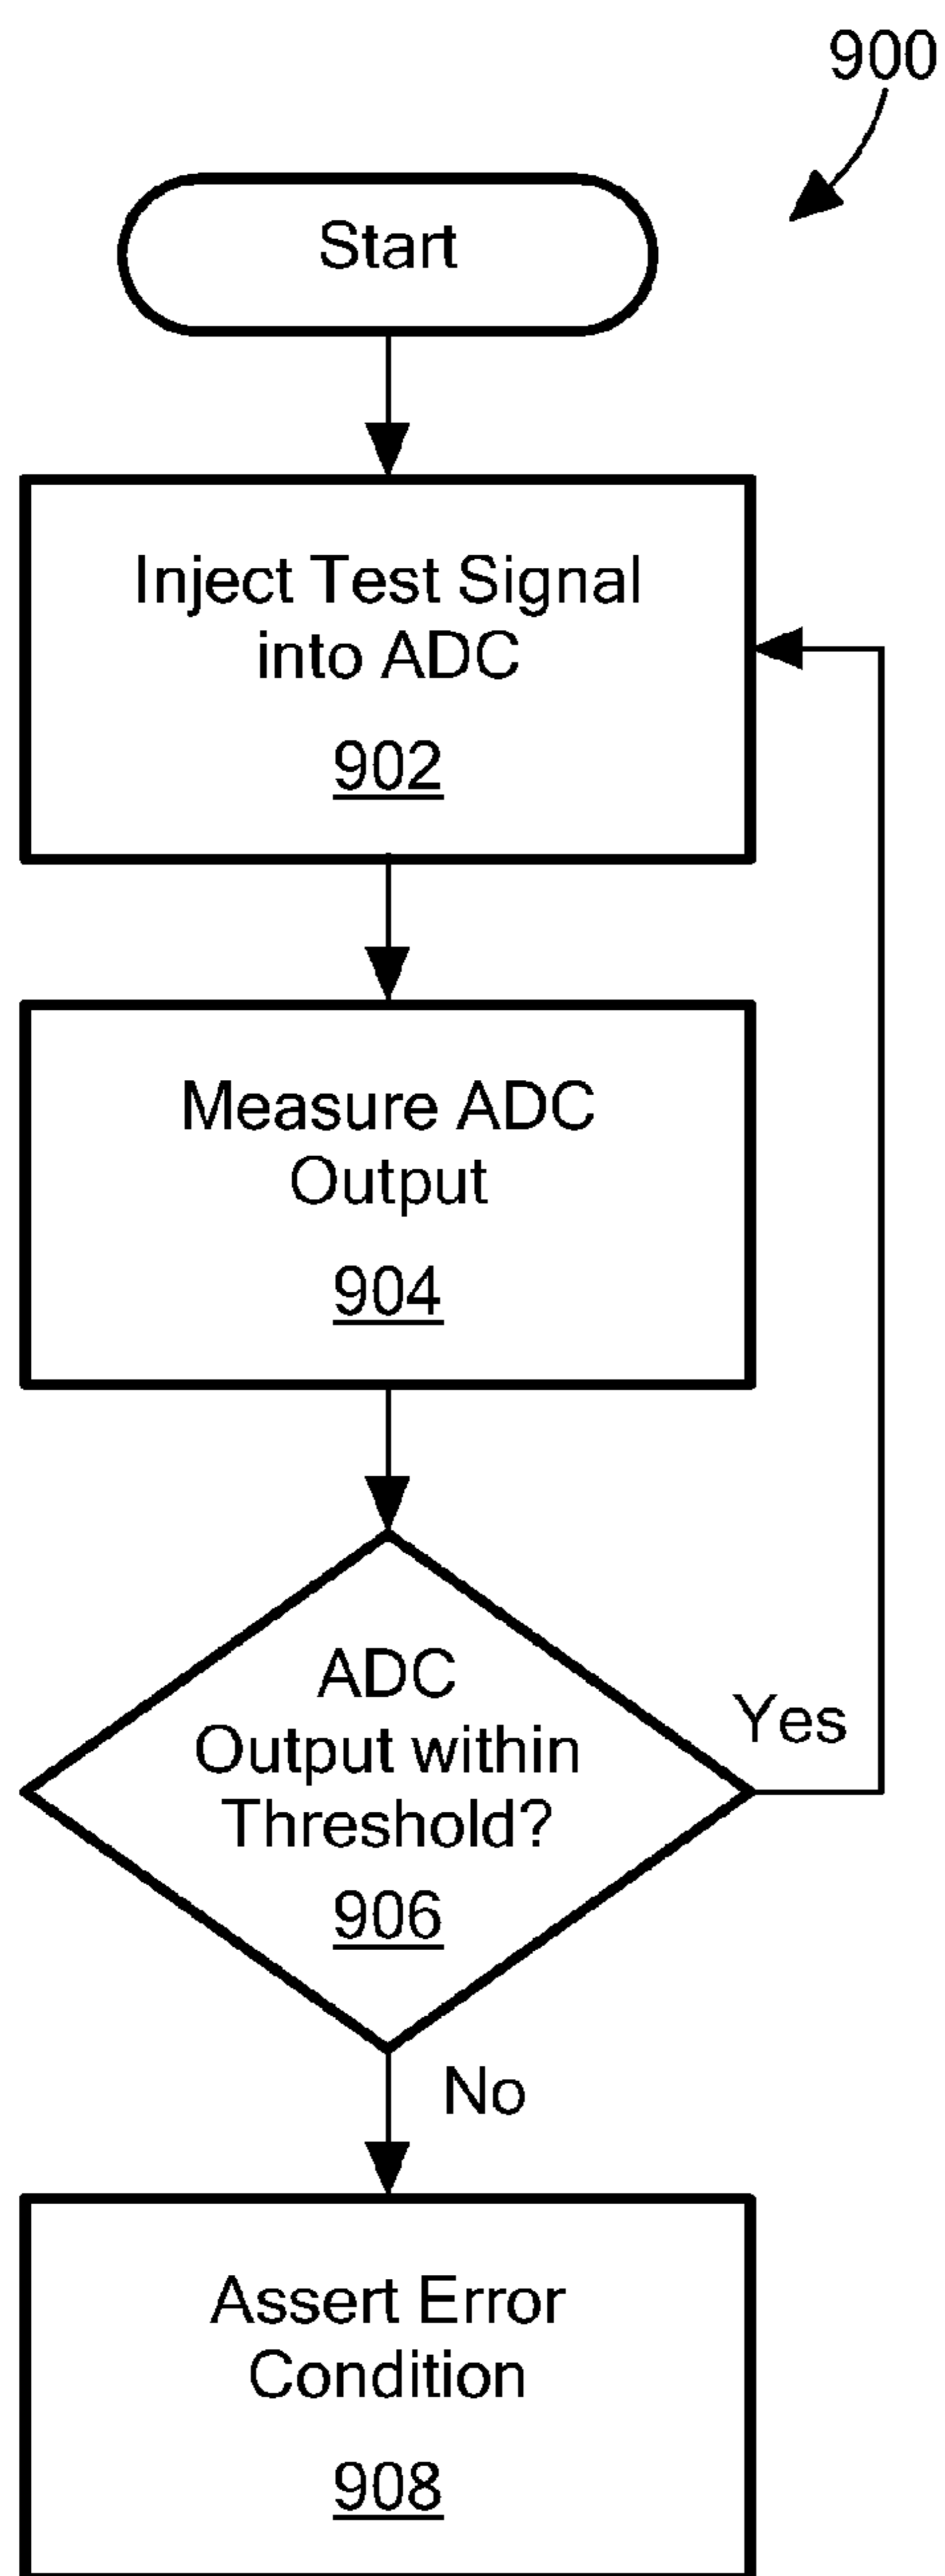 900
Start
Inject Test Signal
into ADC
902
Measure ADC
Output
904
ADC
Output within
Threshold?
906
Yes
No
Assert Error
Condition
908